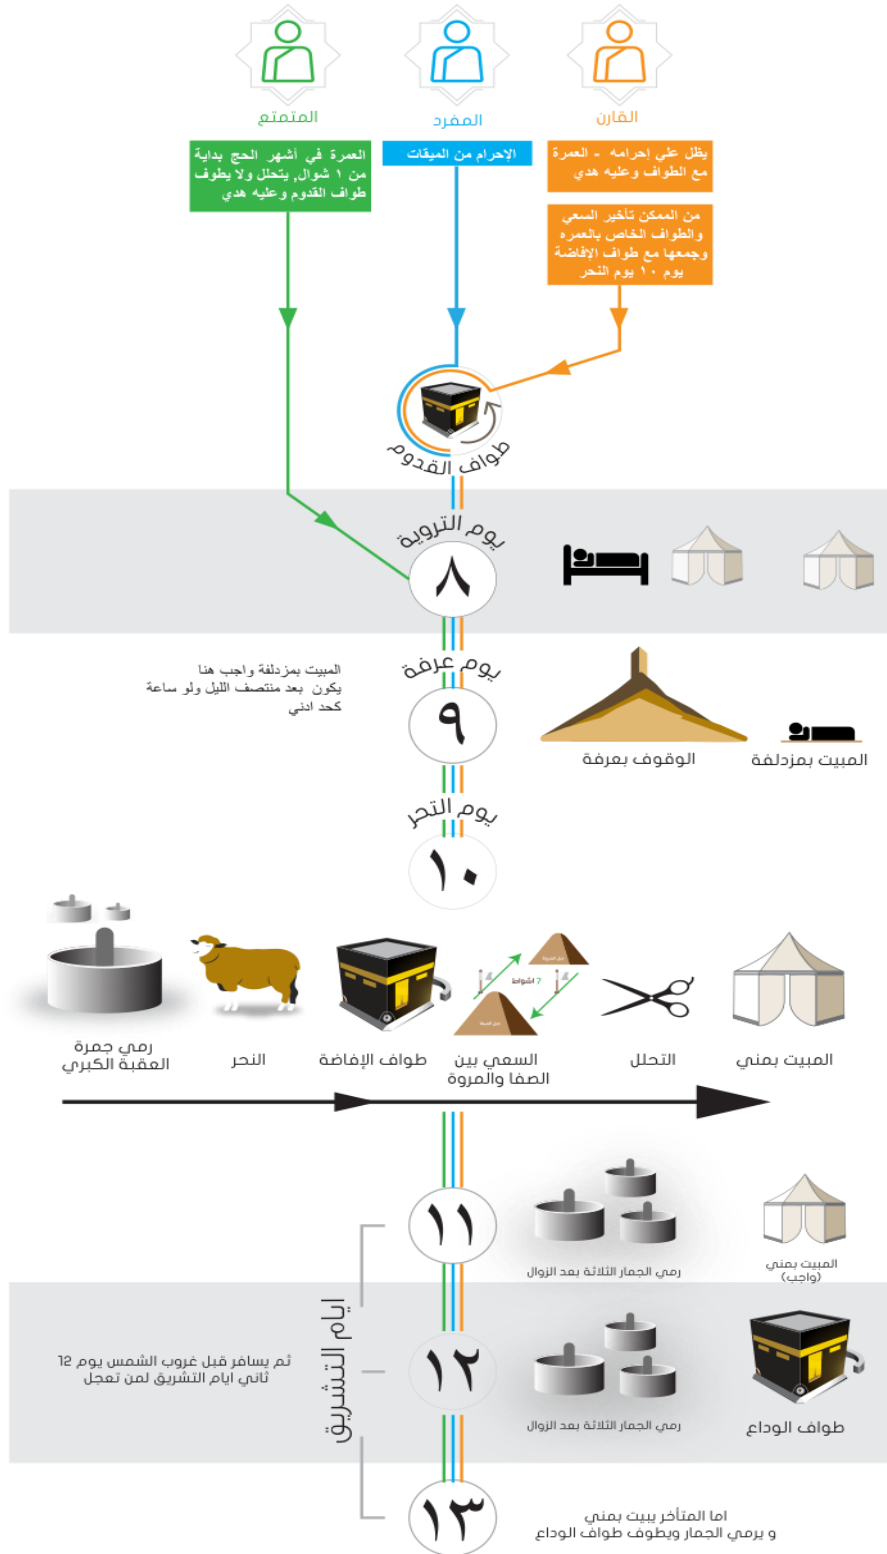 القارن
المفرد
المتمتع
يظل علي إحرامه - العمرة
مع الطواف وعليه هدي
من الممكن تأخير السعي
والطواف الخاص بالعمره
وجمعها مع طواف الإفاضة
يوم ١٠ يوم النحر
الإحرام من الميقات
العمرة في أشهر الحج بداية
من ١ شوال, يتحلل ولا يطوف
طواف القدوم وعليه هدي
طواف القدوم
يوم التروية
٨
يوم عرفة
٩
المبيت بمزدلفة واجب هنا
يكون بعد منتصف الليل ولو ساعة
كحد ادني
الوقوف بعرفة
المبيت بمزدلفة
يوم التحر
١٠
7 اشواط
رمي جمرة
العقبة الكبري
النحر
طواف الإفاضة
السعي بين
الصفا والمروة
التحلل
المبيت بمني
١١
رمي الجمار الثلاثة بعد الزوال
المبيت بمني
(واجب)
ايام التشريق
١٢
رمي الجمار الثلاثة بعد الزوال
طواف الوداع
ثم يسافر قبل غروب الشمس يوم 12
ثاني ايام التشريق لمن تعجل
١٣
اما المتأخر يبيت بمني
و يرمي الجمار ويطوف طواف الوداع